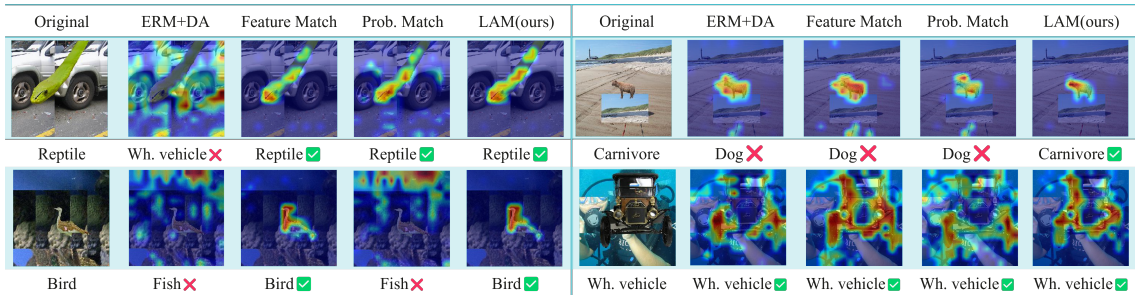 Original ERM+DA Feature Match Prob. Match LAM(ours) Original ERM+DA Feature Match Prob. Match LAM(ours)
Reptile Wh. vehicle Reptile Reptile Reptile Carnivore Dog Dog Dog Carnivore
Bird Fish Bird Fish Bird Wh. vehicle Wh. vehicle Wh. vehicle Wh. vehicle Wh. vehicle